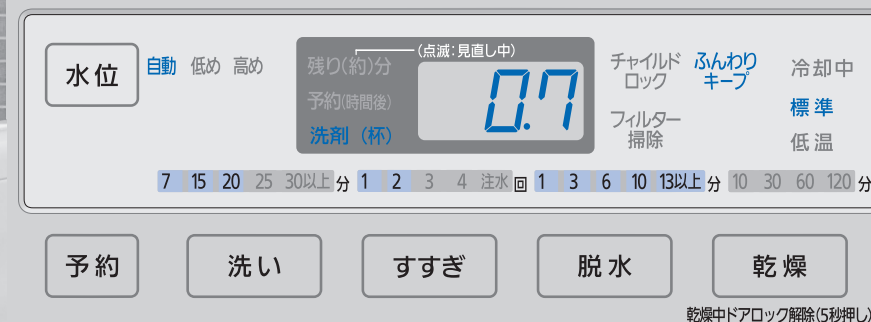 水位 自動 低め 高め
残り(約)分 (点滅:見直し中)
予約(時間後)
洗剤(杯)
0.7
チャイルド
ロック
ふんわり
キープ
フィルター
掃除
冷却中
標準
低温
7 15 20 25 30以上 分 1 2 3 4 注水 回 1 3 6 10 13以上 分 10 30 60 120 分
予約 洗い すすぎ 脱水 乾燥
乾燥中ドアロック解除(5秒押し)